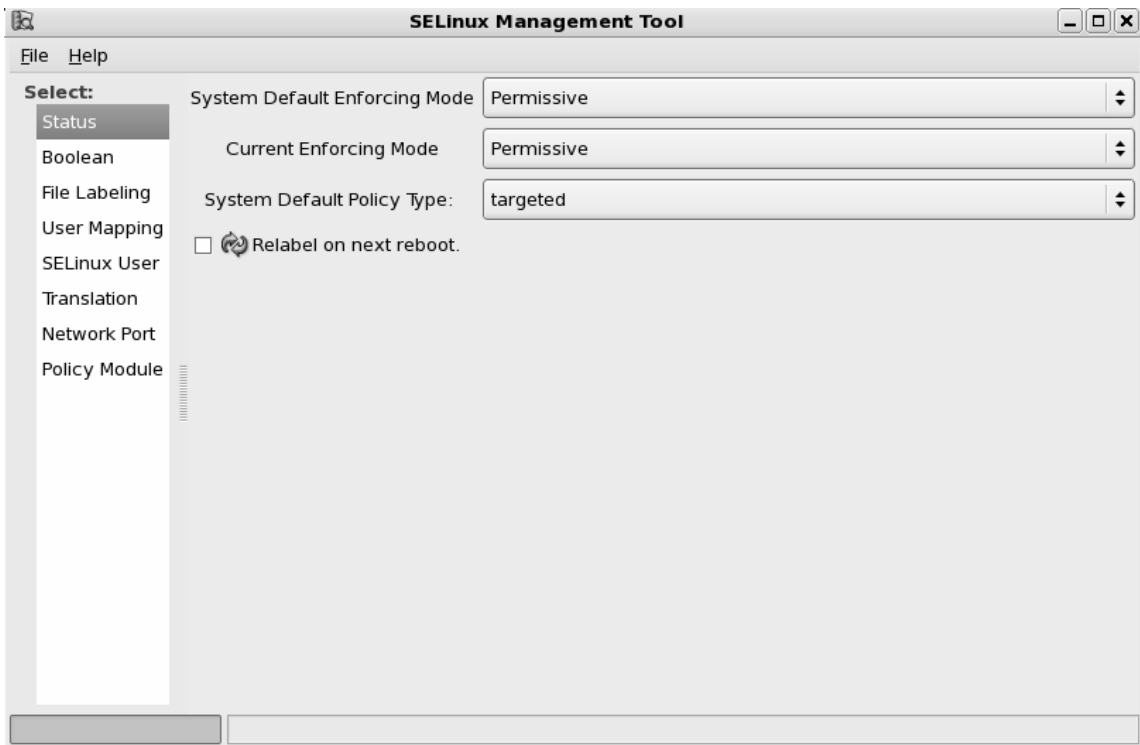 SELinux Management Tool
File Help
Select:
Status
Boolean
File Labeling
User Mapping
SELinux User
Translation
Network Port
Policy Module
System Default Enforcing Mode Permissive
Current Enforcing Mode Permissive
System Default Policy Type: targeted
Relabel on next reboot.